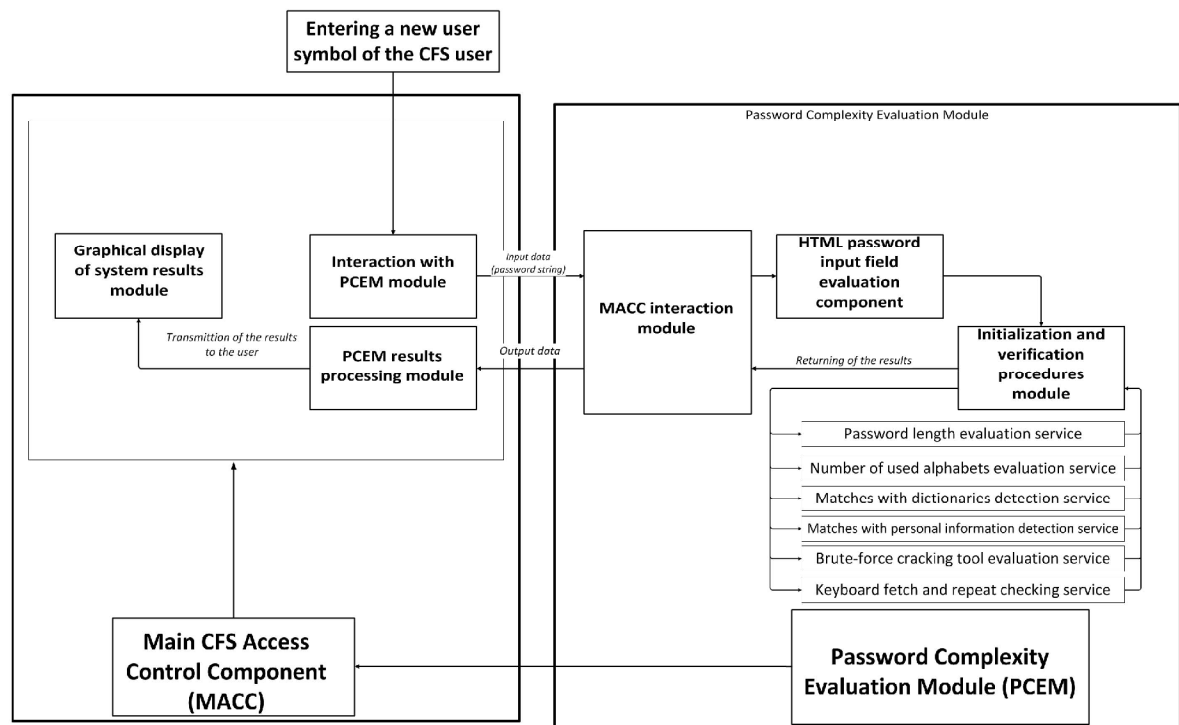 Entering a new user
symbol of the CFS user
Password Complexity Evaluation Module
Graphical display
of system results
module
Interaction with
PCEM module
Input data
(password string)
MACC interaction
module
HTML password
input field
evaluation
component
Initialization and
verification
procedures
module
Transmittion of the results
to the user
PCEM results
processing module
Output data
Returning of the results
Password length evaluation service
Number of used alphabets evaluation service
Matches with dictionaries detection service
Matches with personal information detection service
Brute-force cracking tool evaluation service
Keyboard fetch and repeat checking service
Main CFS Access
Control Component
(MACC)
Password Complexity
Evaluation Module (PCEM)